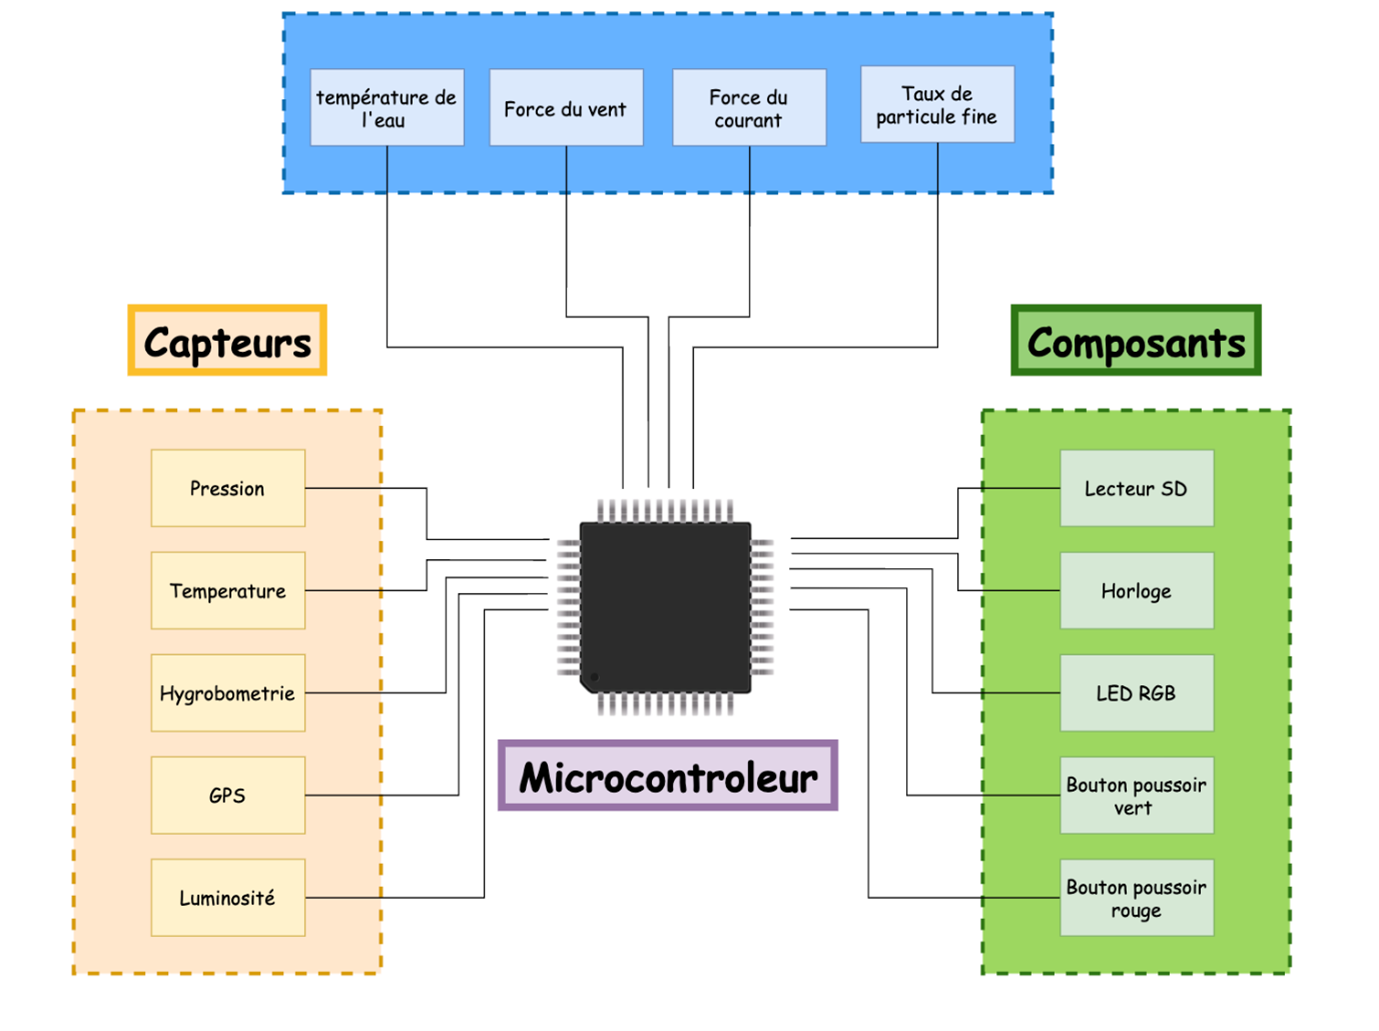 température de
l'eau
Force du vent
Force du
courant
Taux de
particule fine
Capteurs
Composants
Pression
Temperature
Hygrobometrie
GPS
Luminosité
Microcontroleur
Lecteur SD
Horloge
LED RGB
Bouton poussoir
vert
Bouton poussoir
rouge